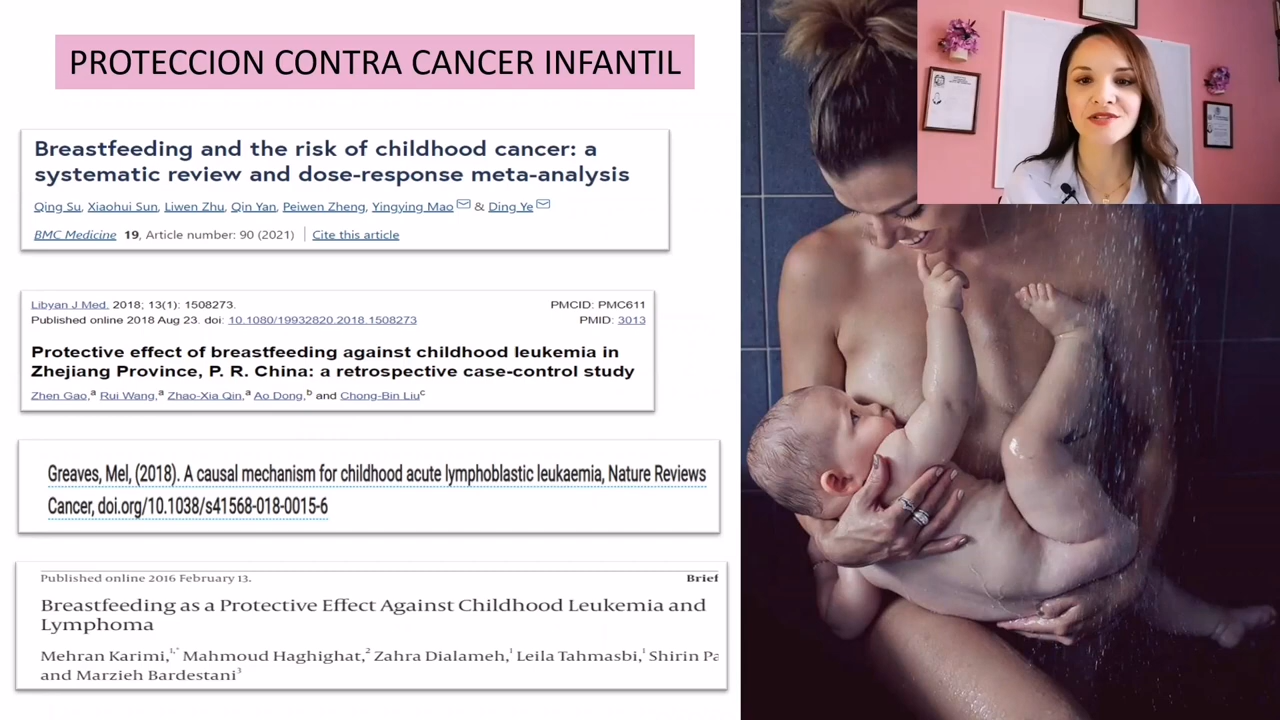 PROTECCION CONTRA CANCER INFANTIL
Breastfeeding and the risk of childhood cancer: a
systematic review and dose-response meta-analysis
Qing Su, Xiaohui Sun, Liwen Zhu, Qin Yan, Peiwen Zheng, Yingying Mao & Ding Ye
BMC Medicine 19, Article number: 90 (2021) | Cite this article
Libyan J Med. 2018; 13(1): 1508273. PMCID: PMC611
Published online 2018 Aug 23. doi: 10.1080/19932820.2018.1508273 PMID: 3013
Protective effect of breastfeeding against childhood leukemia in
Zhejiang Province, P. R. China: a retrospective case-control study
Zhen Gao,a Rui Wang,a Zhao-Xia Qin,a Ao Dong,b and Chong-Bin Liuc
Greaves, Mel, (2018). A causal mechanism for childhood acute lymphoblastic leukaemia, Nature Reviews
Cancer, doi.org/10.1038/s41568-018-0015-6
Published online 2016 February 13. Brief
Breastfeeding as a Protective Effect Against Childhood Leukemia and
Lymphoma
Mehran Karimi,1,* Mahmoud Haghighat,2 Zahra Dialameh,1 Leila Tahmasbi,1 Shirin Pa
and Marzieh Bardestani3